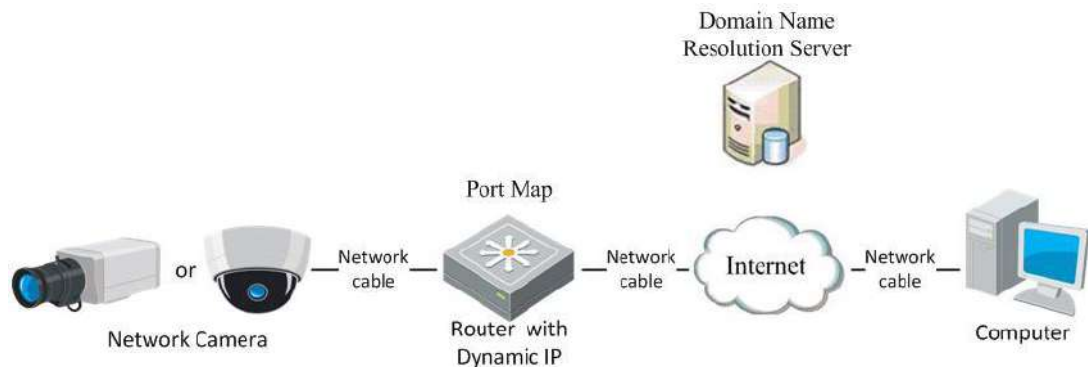 Domain Name
Resolution Server
Port Map
or
Network
cable
Network
cable
Internet
Network
cable
Network Camera
Router with
Dynamic IP
Computer